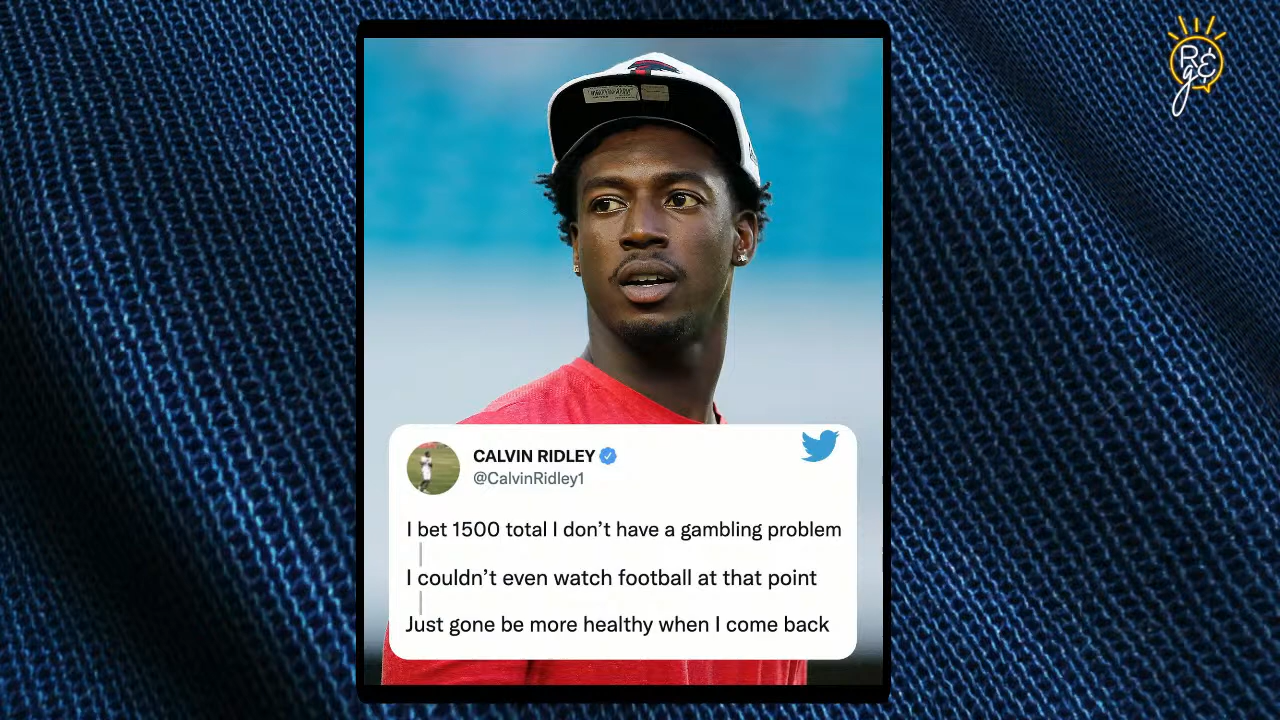 R&
g
CALVIN RIDLEY
@CalvinRidley1
I bet 1500 total I don't have a gambling problem
I couldn't even watch football at that point
Just gone be more healthy when I come back